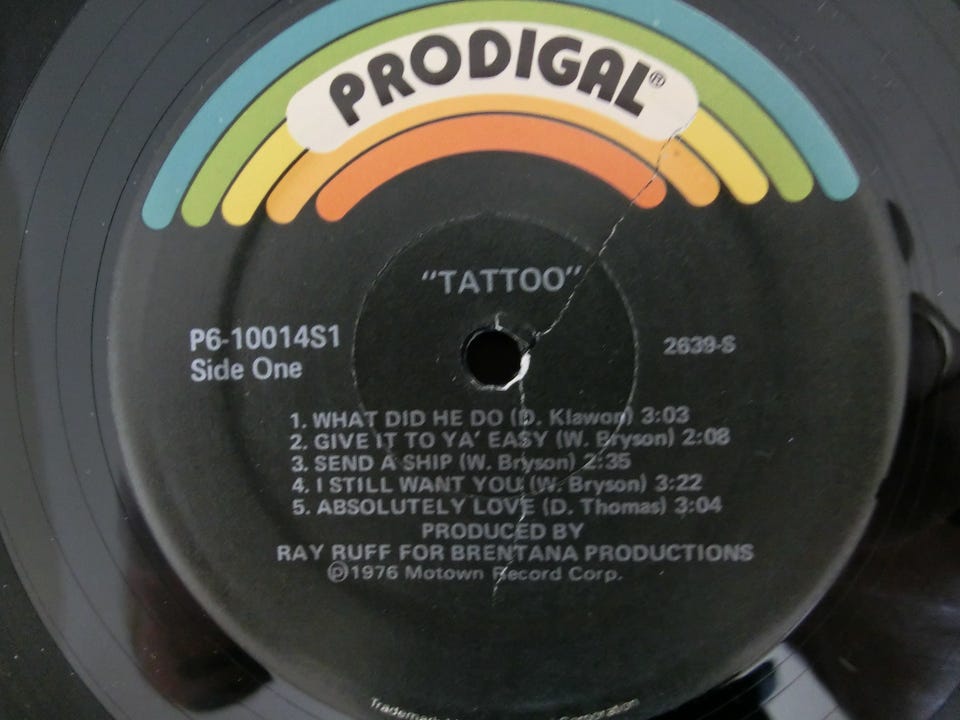 PRODIGAL®
"TATTOO"
P6-10014S1
Side One
2639-S
1. WHAT DID HE DO (D. Klawon) 3:03
2. GIVE IT TO YA' EASY (W. Bryson) 2:08
3. SEND A SHIP (W. Bryson) 2:35
4. I STILL WANT YOU (W. Bryson) 3:22
5. ABSOLUTELY LOVE (D. Thomas) 3:04
PRODUCED BY
RAY RUFF FOR BRENTANA PRODUCTIONS
℗1976 Motown Record Corp.
Trademark Corporation